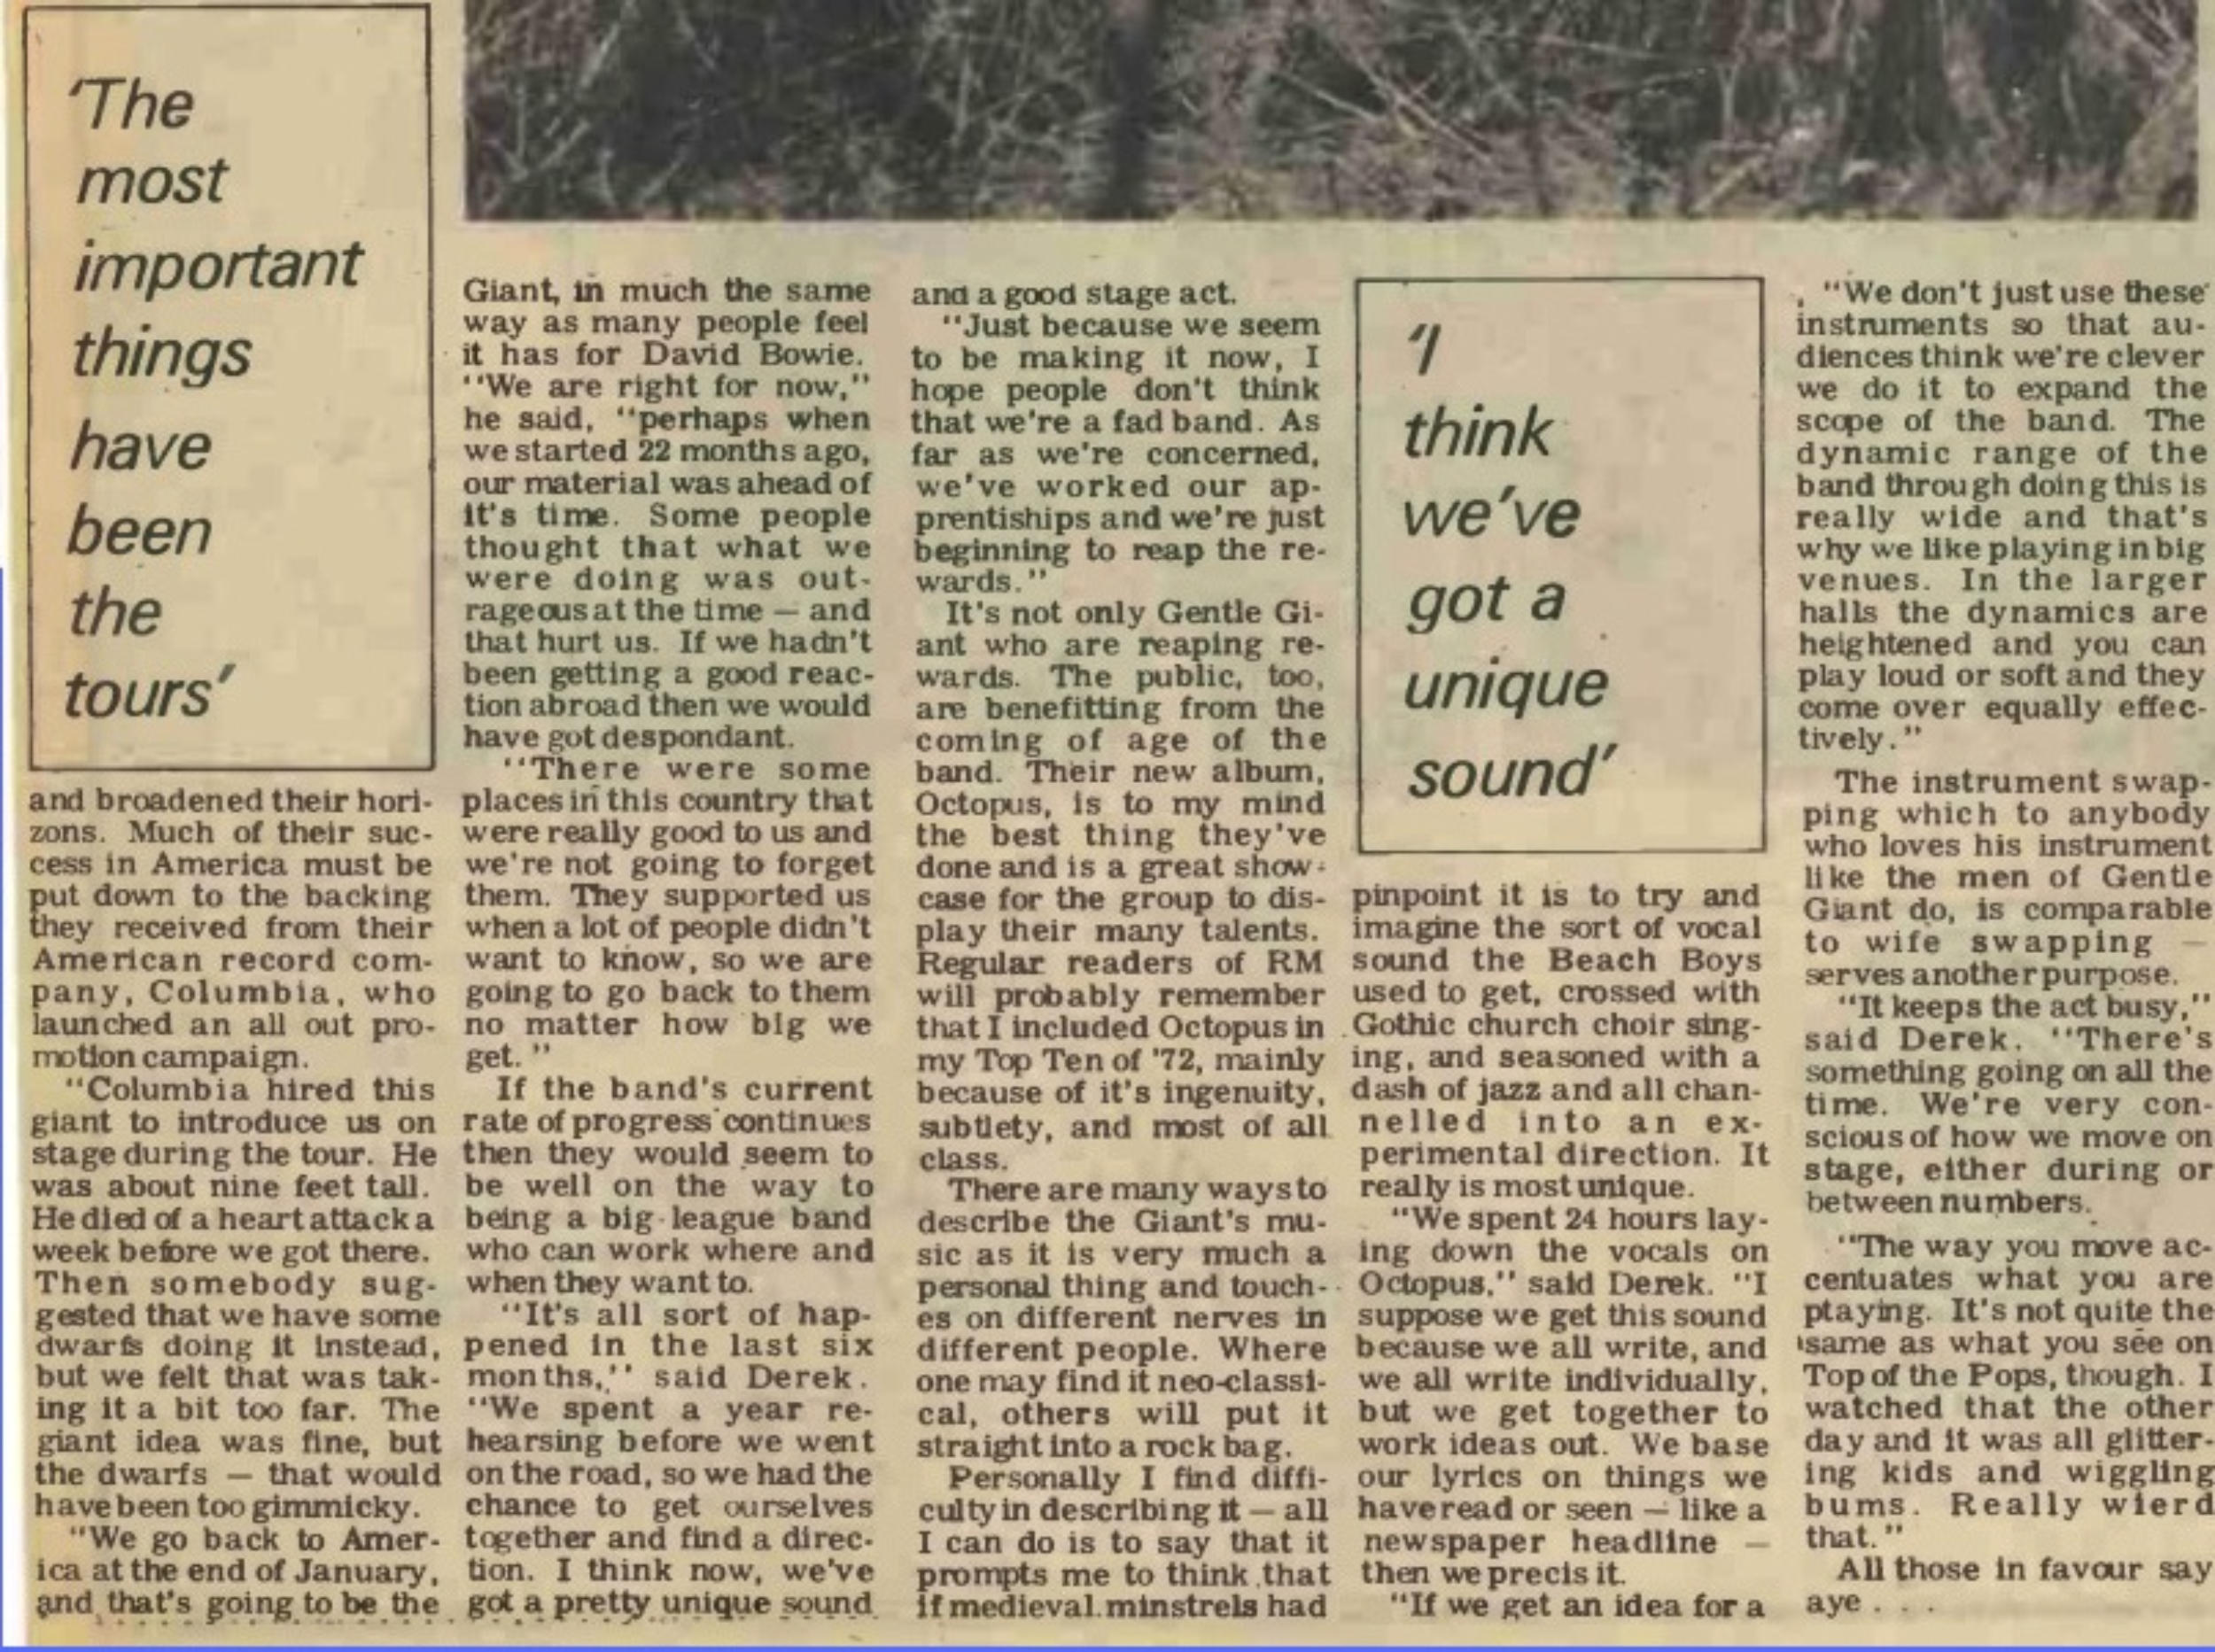 'The
most
important
things
have
been
the
tours'
and broadened their hori-
zons. Much of their suc-
cess in America must be
put down to the backing
they received from their
American record com-
pany, Columbia, who
launched an all out pro-
motion campaign.
"Columbia hired this
giant to introduce us on
stage during the tour. He
was about nine feet tall.
He died of a heart attack a
week before we got there.
Then somebody sug-
gested that we have some
dwarfs doing it instead,
but we felt that was tak-
ing it a bit too far. The
giant idea was fine, but
the dwarfs — that would
have been too gimmicky.
"We go back to Amer-
ica at the end of January,
and that's going to be the
Giant, in much the same
way as many people feel
it has for David Bowie.
"We are right for now,"
he said, "perhaps when
we started 22 months ago,
our material was ahead of
it's time. Some people
thought that what we
were doing was out-
rageous at the time — and
that hurt us. If we hadn't
been getting a good reac-
tion abroad then we would
have got despondant.
"There were some
places in this country that
were really good to us and
we're not going to forget
them. They supported us
when a lot of people didn't
want to know, so we are
going to go back to them
no matter how big we
get."
If the band's current
rate of progress continues
then they would seem to
be well on the way to
being a big league band
who can work where and
when they want to.
"It's all sort of hap-
pened in the last six
months," said Derek.
"We spent a year re-
hearsing before we went
on the road, so we had the
chance to get ourselves
together and find a direc-
tion. I think now, we've
got a pretty unique sound
and a good stage act.
"Just because we seem
to be making it now, I
hope people don't think
that we're a fad band. As
far as we're concerned,
we've worked our ap-
prentiships and we're just
beginning to reap the re-
wards."
It's not only Gentle Gi-
ant who are reaping re-
wards. The public, too,
are benefitting from the
coming of age of the
band. Their new album,
Octopus, is to my mind
the best thing they've
done and is a great show-
case for the group to dis-
play their many talents.
Regular readers of RM
will probably remember
that I included Octopus in
my Top Ten of '72, mainly
because of it's ingenuity,
subtlety, and most of all
class.
There are many ways to
describe the Giant's mu-
sic as it is very much a
personal thing and touch-
es on different nerves in
different people. Where
one may find it neo-classi-
cal, others will put it
straight into a rock bag.
Personally I find diffi-
culty in describing it — all
I can do is to say that it
prompts me to think that
if medieval minstrels had
'I
think
we've
got a
unique
sound'
pinpoint it is to try and
imagine the sort of vocal
sound the Beach Boys
used to get, crossed with
Gothic church choir sing-
ing, and seasoned with a
dash of jazz and all chan-
nelled into an ex-
perimental direction. It
really is most unique.
"We spent 24 hours lay-
ing down the vocals on
Octopus," said Derek. "I
suppose we get this sound
because we all write, and
we all write individually,
but we get together to
work ideas out. We base
our lyrics on things we
have read or seen — like a
newspaper headline —
then we precis it.
"If we get an idea for a
"We don't just use these
instruments so that au-
diences think we're clever
we do it to expand the
scope of the band. The
dynamic range of the
band through doing this is
really wide and that's
why we like playing in big
venues. In the larger
halls the dynamics are
heightened and you can
play loud or soft and they
come over equally effec-
tively."
The instrument swap-
ping which to anybody
who loves his instrument
like the men of Gentle
Giant do, is comparable
to wife swapping —
serves another purpose.
"It keeps the act busy,"
said Derek. "There's
something going on all the
time. We're very con-
scious of how we move on
stage, either during or
between numbers.
"The way you move ac-
centuates what you are
playing. It's not quite the
same as what you see on
Top of the Pops, though. I
watched that the other
day and it was all glitter-
ing kids and wiggling
bums. Really wierd
that."
All those in favour say
aye . . .